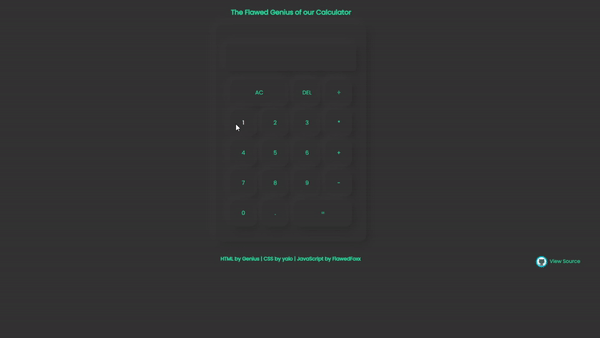 The Flawed Genius of our Calculator
AC DEL ÷
1 2 3 *
4 5 6 +
7 8 9 -
0 . =
HTML by Genius | CSS by yolo | JavaScript by FlawedFoxx
View Source